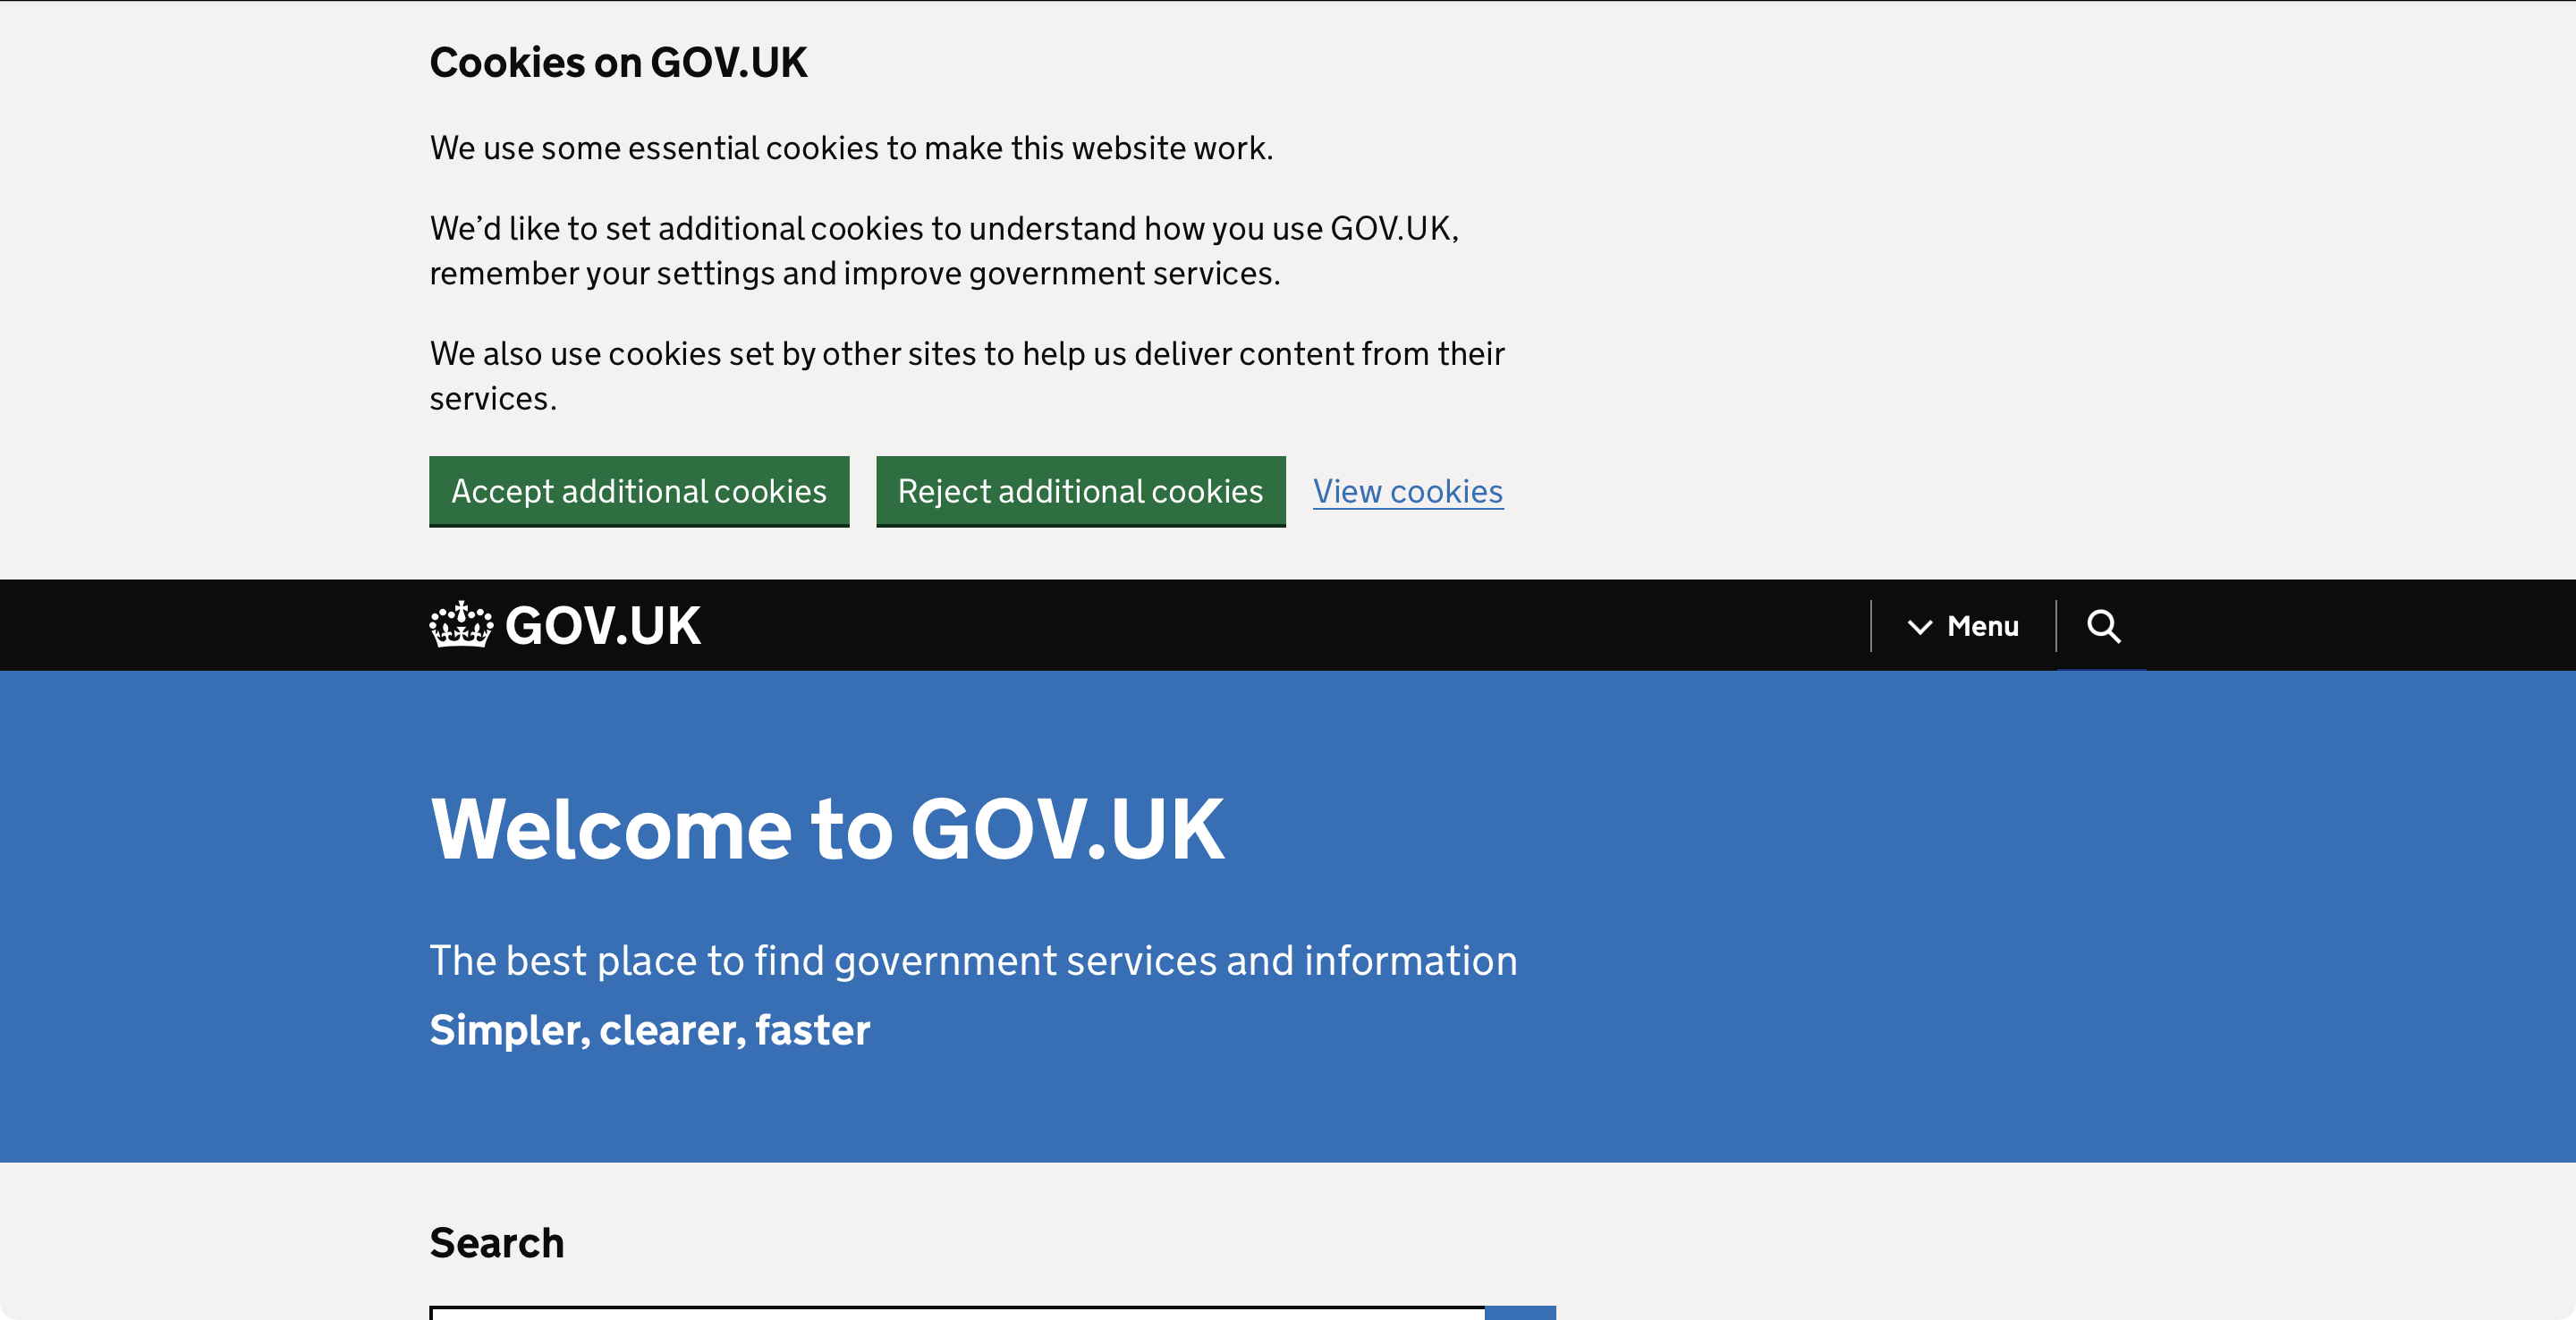 Cookies on GOV.UK
We use some essential cookies to make this website work.
We’d like to set additional cookies to understand how you use GOV.UK,
remember your settings and improve government services.
We also use cookies set by other sites to help us deliver content from their
services.
Accept additional cookies Reject additional cookies View cookies
GOV.UK Menu
Welcome to GOV.UK
The best place to find government services and information
Simpler, clearer, faster
Search